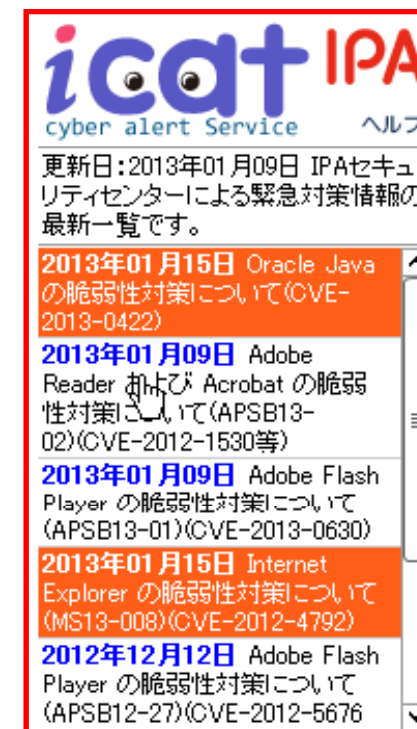 icat IPA
cyber alert Service
ヘルプ
更新日:2013年01月09日 IPAセキュ
リティセンターによる緊急対策情報の
最新一覧です。
2013年01月15日 Oracle Java
の脆弱性対策について(CVE-
2013-0422)
2013年01月09日 Adobe
Reader および Acrobat の脆弱
性対策について(APSB13-
02)(CVE-2012-1530等)
2013年01月09日 Adobe Flash
Player の脆弱性対策について
(APSB13-01)(CVE-2013-0630)
2013年01月15日 Internet
Explorer の脆弱性対策について
(MS13-008)(CVE-2012-4792)
2012年12月12日 Adobe Flash
Player の脆弱性対策について
(APSB12-27)(CVE-2012-5676